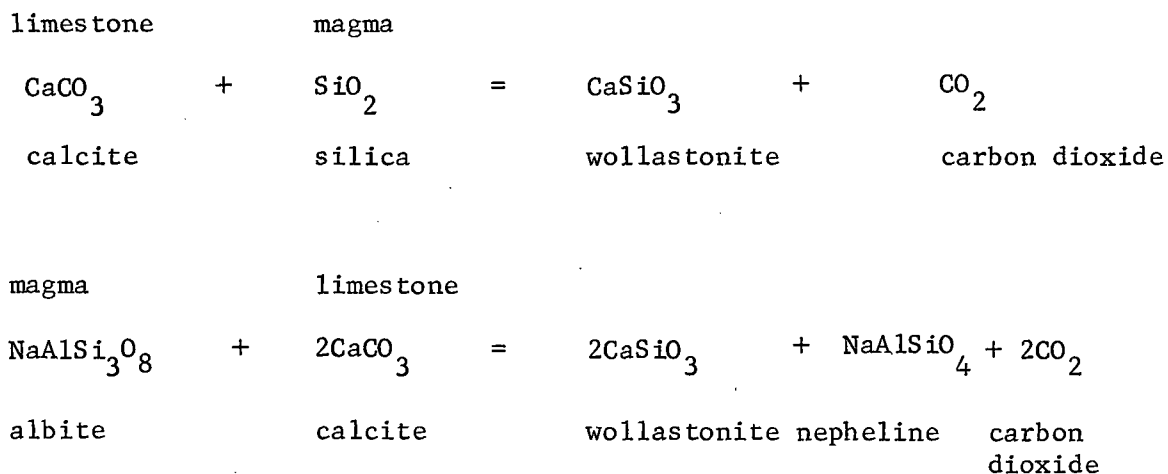 limestone magma
CaCO₃ + SiO₂ = CaSiO₃ + CO₂
calcite silica wollastonite carbon dioxide
magma limestone
NaAlSi₃O₈ + 2CaCO₃ = 2CaSiO₃ + NaAlSiO₄ + 2CO₂
albite calcite wollastonite nepheline carbon
dioxide